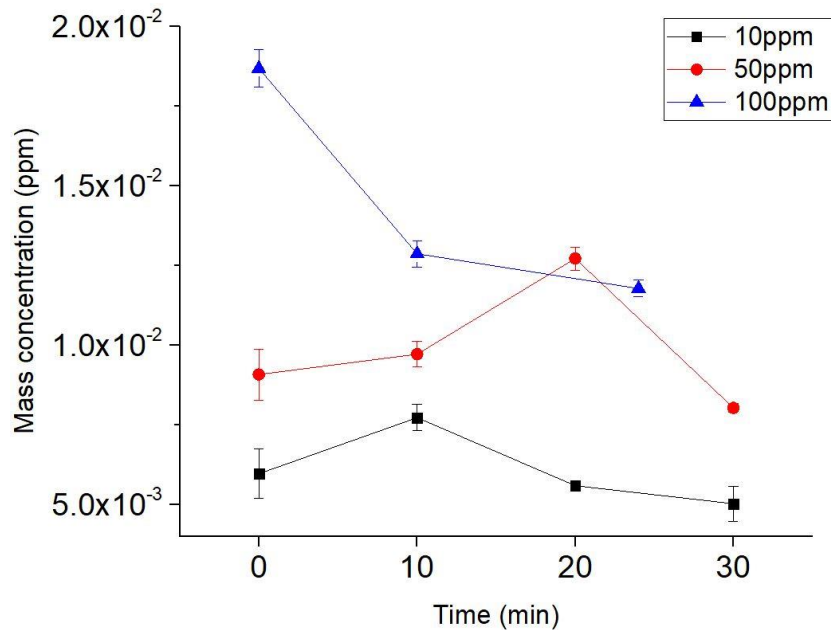 2.0x10⁻²
1.5x10⁻²
1.0x10⁻²
5.0x10⁻³
Mass concentration (ppm)
10ppm
50ppm
100ppm
0 10 20 30
Time (min)